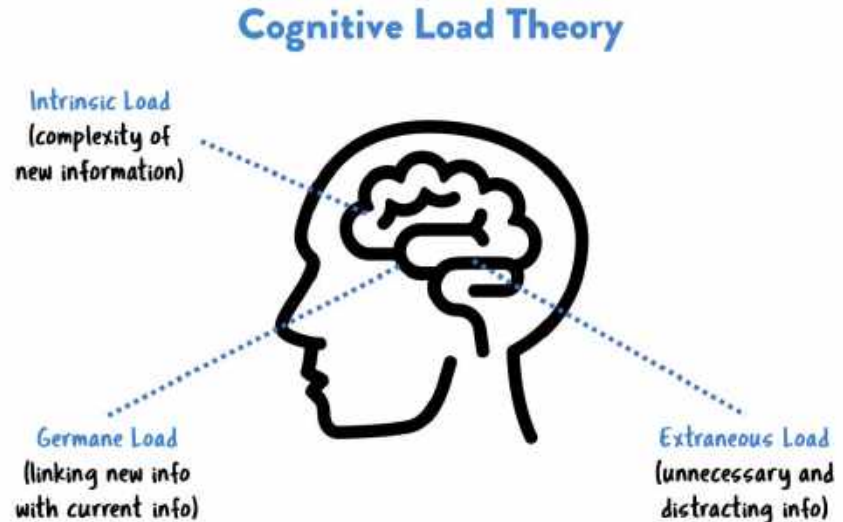 Cognitive Load Theory
Intrinsic Load
(complexity of
new information)
Germane Load
(linking new info
with current info)
Extraneous Load
(unnecessary and
distracting info)